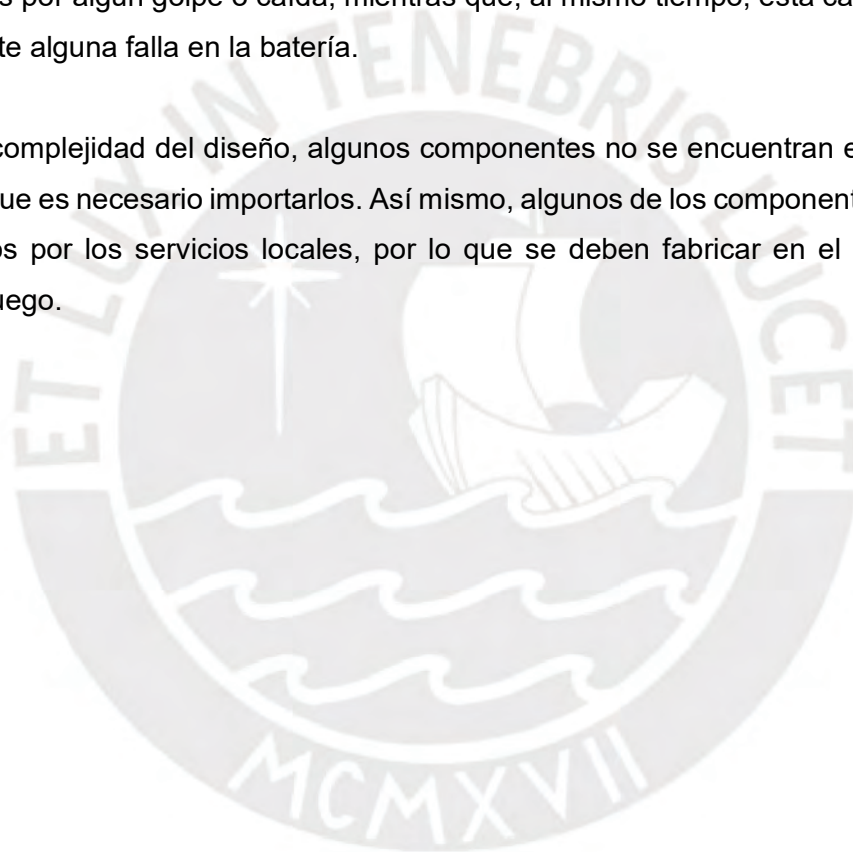 s por algún golpe o caída, mientras que, al mismo tiempo, esta ca
te alguna falla en la batería.
complejidad del diseño, algunos componentes no se encuentran e
ue es necesario importarlos. Así mismo, algunos de los component
os por los servicios locales, por lo que se deben fabricar en el
uego.
ET LUX IN TENEBRIS LUCET
MCMXVII